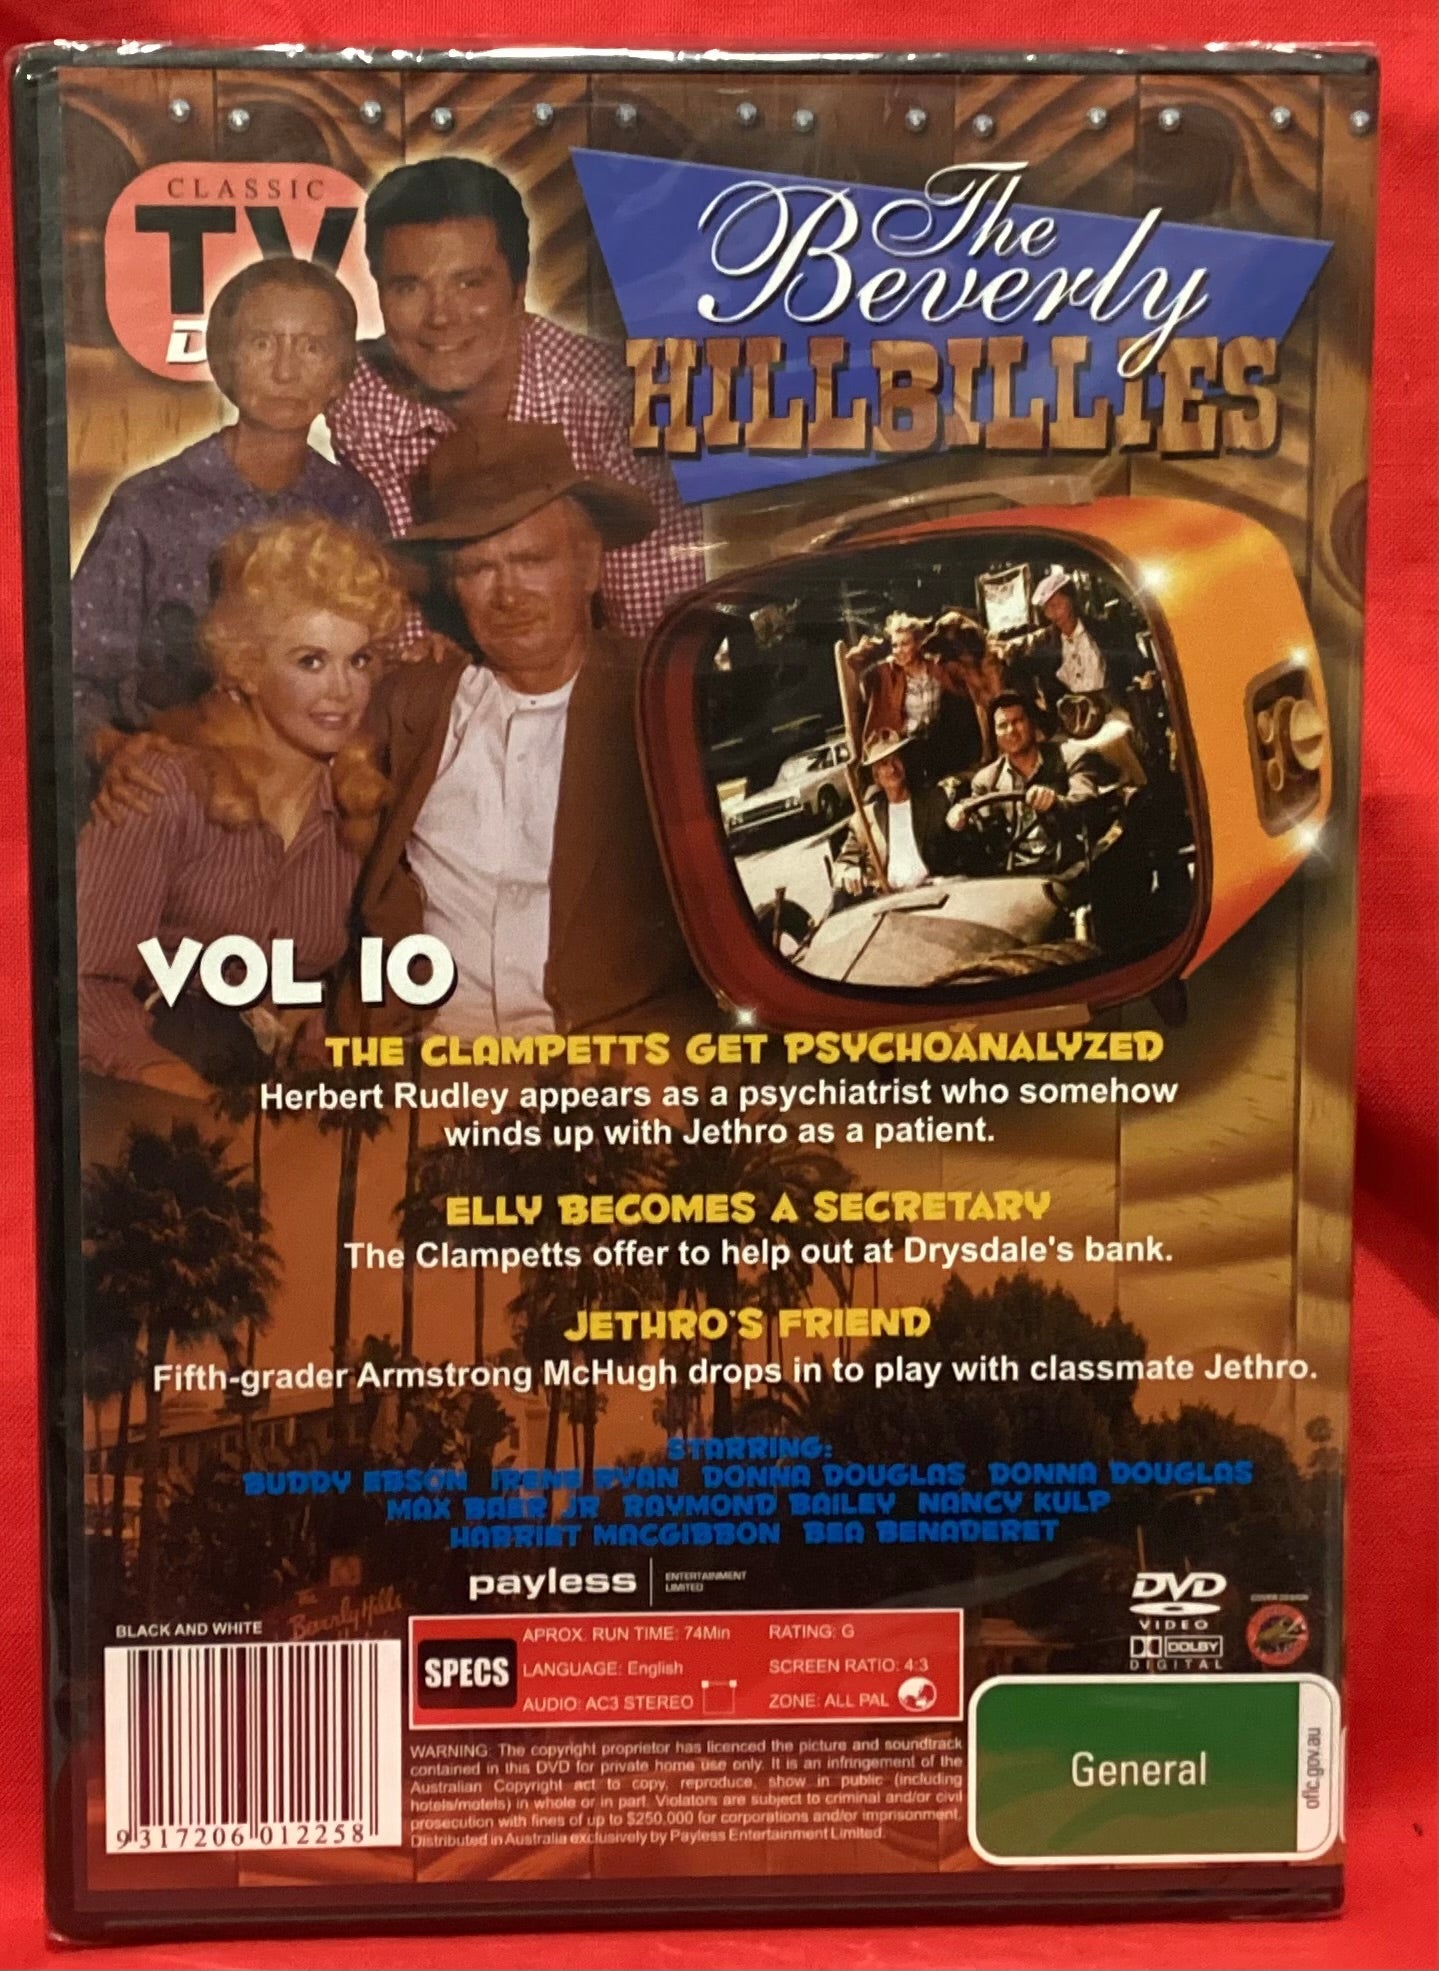 CLASSIC
TV
The
Beverly
HILLBILLIES
VOL 10
THE CLAMPETTS GET PSYCHOANALYZED
Herbert Rudley appears as a psychiatrist who somehow
winds up with Jethro as a patient.
ELLY BECOMES A SECRETARY
The Clampetts offer to help out at Drysdale's bank.
JETHRO'S FRIEND
Fifth-grader Armstrong McHugh drops in to play with classmate Jethro.
STARRING:
BUDDY EBSON IRENE RYAN DONNA DOUGLAS DONNA DOUGLAS
MAX BAER JR RAYMOND BAILEY NANCY KULP
HARRIET MACGIBBON BEA BENADERET
payless ENTERTAINMENT
LIMITED
DVD
VIDEO
DOLBY
DIGITAL
BLACK AND WHITE
The
Beverly Hills
SPECS
APROX. RUN TIME: 74Min RATING: G
LANGUAGE: English SCREEN RATIO: 4:3
AUDIO: AC3 STEREO ZONE: ALL PAL
WARNING: The copyright proprietor has licenced the picture and soundtrack
contained in this DVD for private home use only. It is an infringement of the
Australian Copyright act to copy, reproduce, show in public (including
hotels/motels) in whole or in part. Violators are subject to criminal and/or civil
prosecution with fines of up to $250,000 for corporations and/or imprisonment.
Distributed in Australia exclusively by Payless Entertainment Limited.
9 317206 012258
General
oflc.gov.au